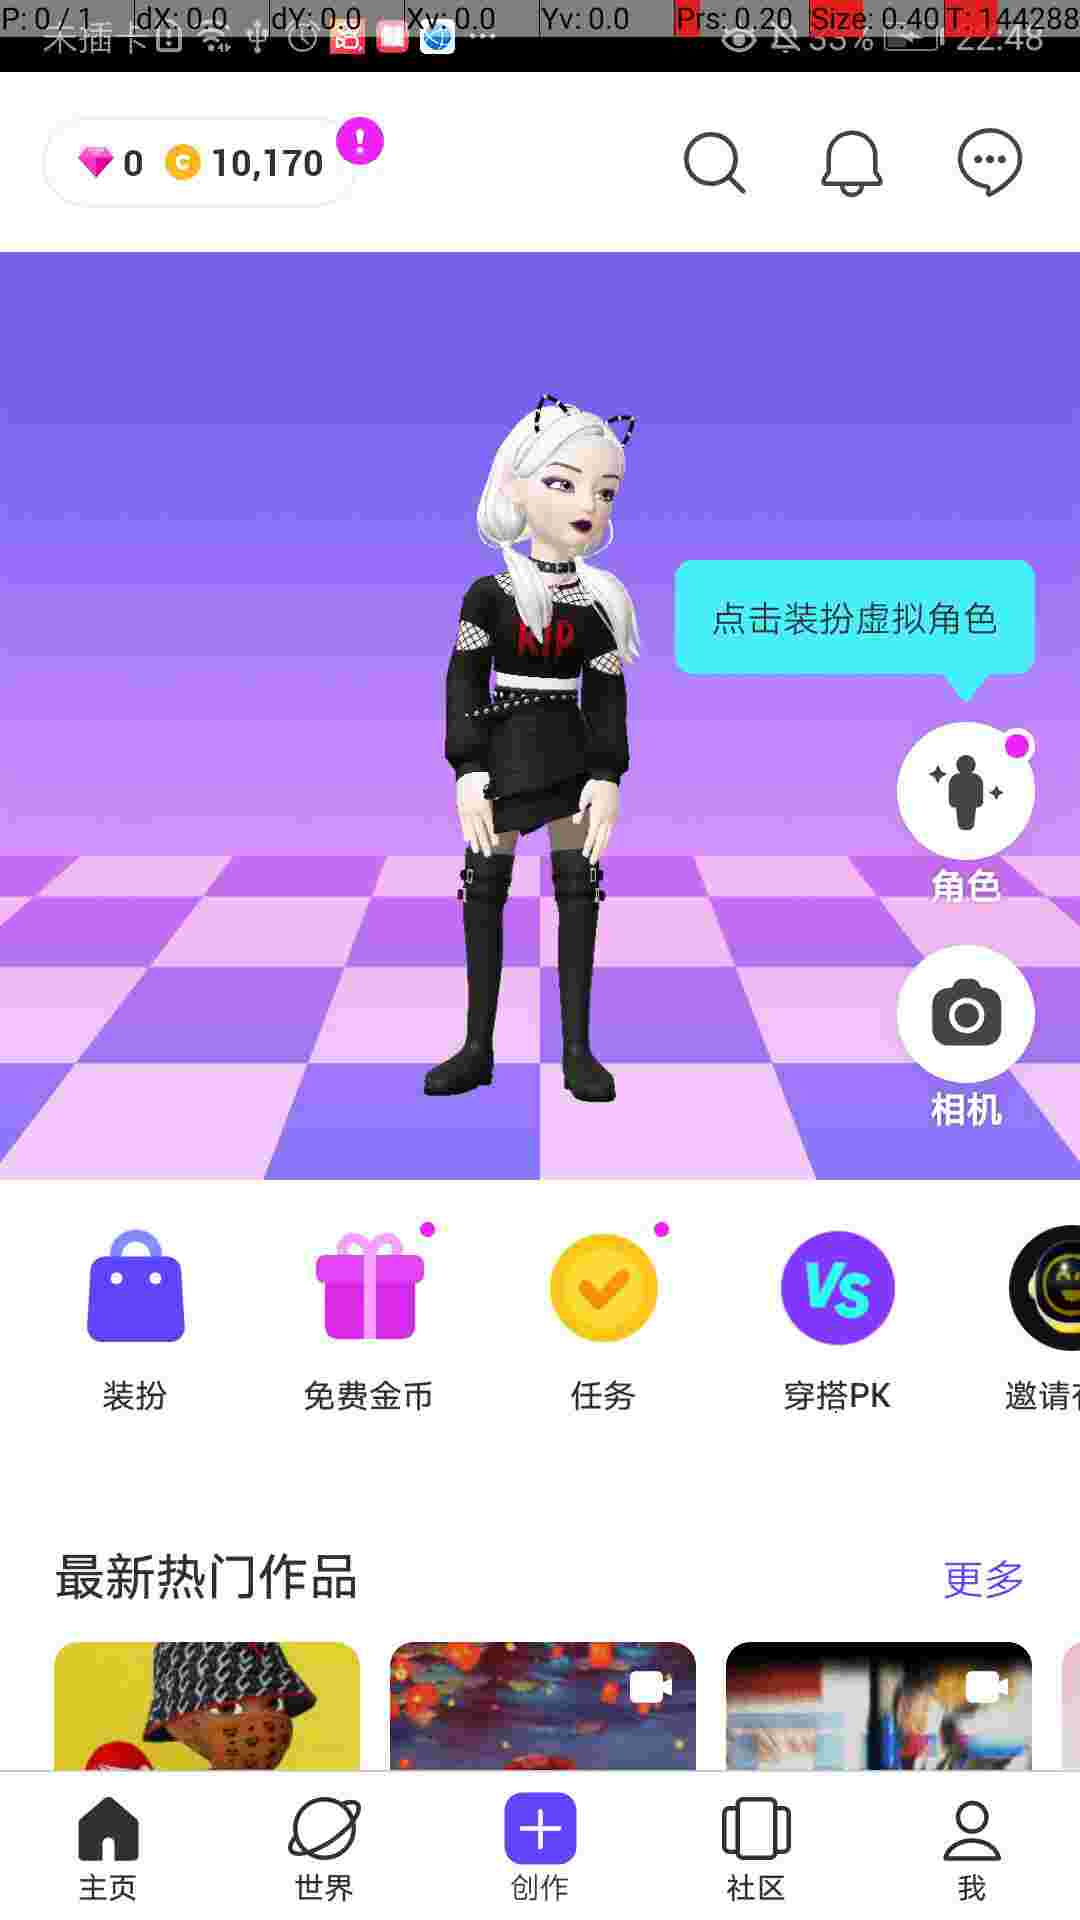 P: 0 / 1 dX: 0.0 dY: 0.0 Xv: 0.0 Yv: 0.0 Prs: 0.20 Size: 0.40 T: 144288
未插卡 33% 22:48
0 10,170
点击装扮虚拟角色
RIP
角色
相机
装扮 免费金币 任务 VS 穿搭PK 邀请
最新热门作品 更多
主页 世界 创作 社区 我